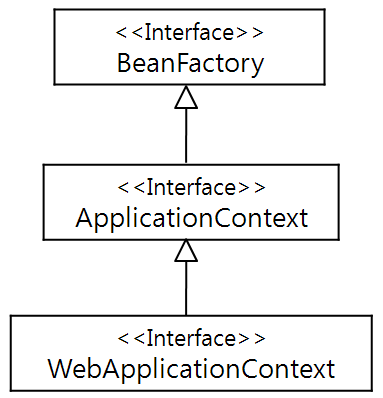 <<Interface>>
BeanFactory
<<Interface>>
ApplicationContext
<<Interface>>
WebApplicationContext